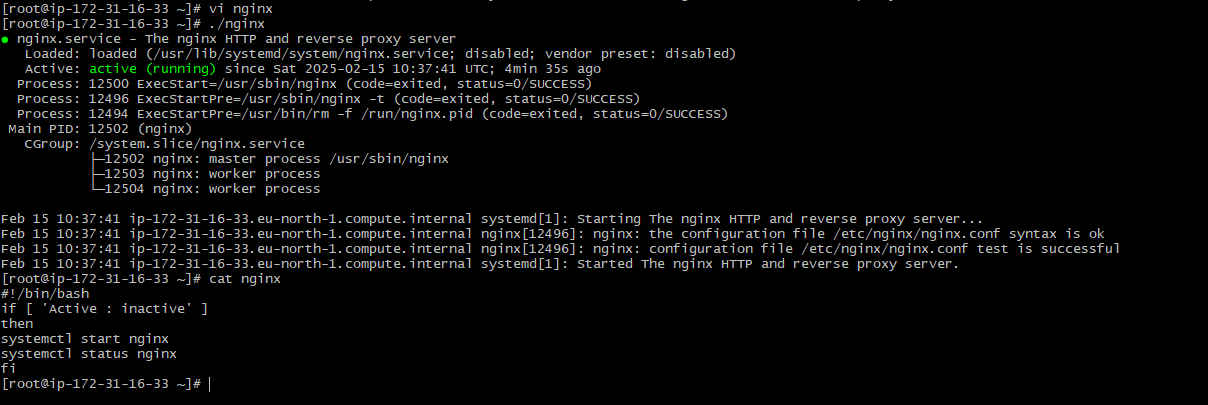 [root@ip-172-31-16-33 ~]# vi nginx
[root@ip-172-31-16-33 ~]# ./nginx
● nginx.service - The nginx HTTP and reverse proxy server
   Loaded: loaded (/usr/lib/systemd/system/nginx.service; disabled; vendor preset: disabled)
   Active: active (running) since Sat 2025-02-15 10:37:41 UTC; 4min 35s ago
  Process: 12500 ExecStart=/usr/sbin/nginx (code=exited, status=0/SUCCESS)
  Process: 12496 ExecStartPre=/usr/sbin/nginx -t (code=exited, status=0/SUCCESS)
  Process: 12494 ExecStartPre=/usr/bin/rm -f /run/nginx.pid (code=exited, status=0/SUCCESS)
 Main PID: 12502 (nginx)
   CGroup: /system.slice/nginx.service
           ├─12502 nginx: master process /usr/sbin/nginx
           ├─12503 nginx: worker process
           └─12504 nginx: worker process

Feb 15 10:37:41 ip-172-31-16-33.eu-north-1.compute.internal systemd[1]: Starting The nginx HTTP and reverse proxy server...
Feb 15 10:37:41 ip-172-31-16-33.eu-north-1.compute.internal nginx[12496]: nginx: the configuration file /etc/nginx/nginx.conf syntax is ok
Feb 15 10:37:41 ip-172-31-16-33.eu-north-1.compute.internal nginx[12496]: nginx: configuration file /etc/nginx/nginx.conf test is successful
Feb 15 10:37:41 ip-172-31-16-33.eu-north-1.compute.internal systemd[1]: Started The nginx HTTP and reverse proxy server.
[root@ip-172-31-16-33 ~]# cat nginx
#!/bin/bash
if [ 'Active : inactive' ]
then
systemctl start nginx
systemctl status nginx
fi
[root@ip-172-31-16-33 ~]#